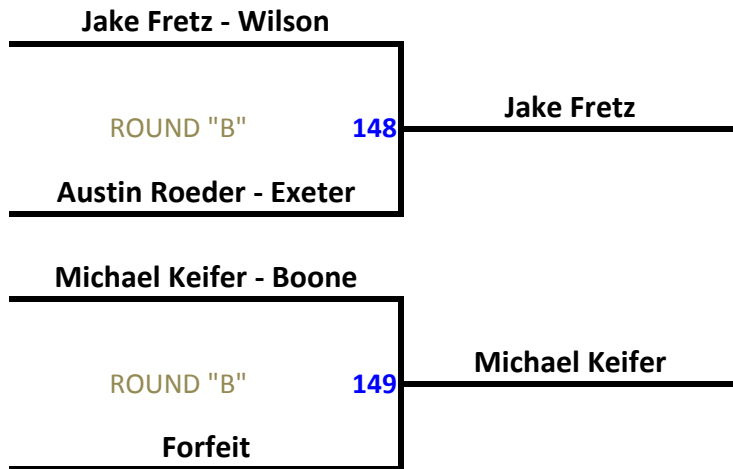 Jake Fretz - Wilson
ROUND "B" 148
Jake Fretz
Austin Roeder - Exeter
Michael Keifer - Boone
ROUND "B" 149
Michael Keifer
Forfeit